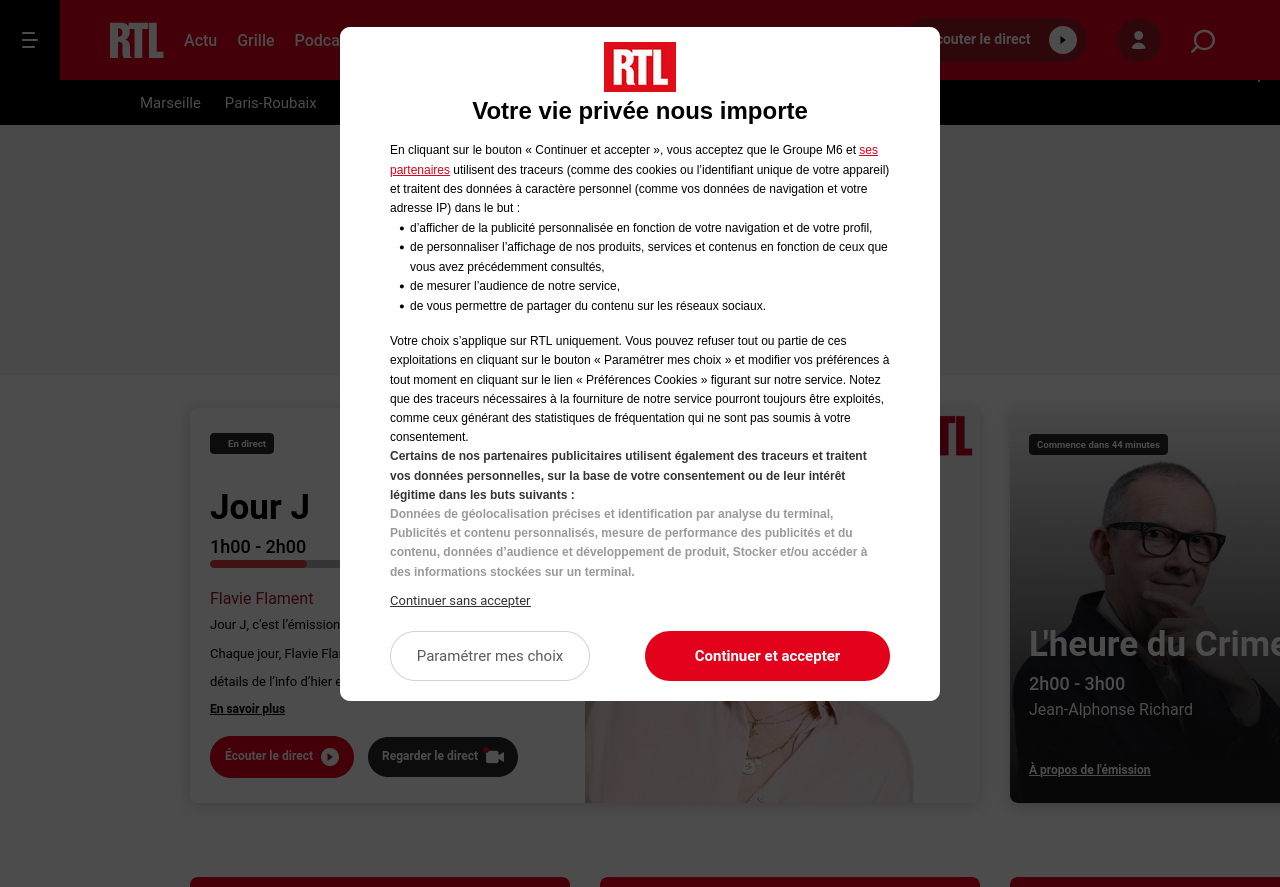 RTL
Actu Grille
Écouter le direct
Marseille Paris-Roubaix
RTL
Votre vie privée nous importe
En cliquant sur le bouton « Continuer et accepter », vous acceptez que le Groupe M6 et ses
partenaires utilisent des traceurs (comme des cookies ou l’identifiant unique de votre appareil)
et traitent des données à caractère personnel (comme vos données de navigation et votre
adresse IP) dans le but :
• d’afficher de la publicité personnalisée en fonction de votre navigation et de votre profil,
• de personnaliser l’affichage de nos produits, services et contenus en fonction de ceux que
vous avez précédemment consultés,
• de mesurer l’audience de notre service,
• de vous permettre de partager du contenu sur les réseaux sociaux.
Votre choix s’applique sur RTL uniquement. Vous pouvez refuser tout ou partie de ces
exploitations en cliquant sur le bouton « Paramétrer mes choix » et modifier vos préférences à
tout moment en cliquant sur le lien « Préférences Cookies » figurant sur notre service. Notez
que des traceurs nécessaires à la fourniture de notre service pourront toujours être exploités,
comme ceux générant des statistiques de fréquentation qui ne sont pas soumis à votre
consentement.
Certains de nos partenaires publicitaires utilisent également des traceurs et traitent
vos données personnelles, sur la base de votre consentement ou de leur intérêt
légitime dans les buts suivants :
Données de géolocalisation précises et identification par analyse du terminal,
Publicités et contenu personnalisés, mesure de performance des publicités et du
contenu, données d’audience et développement de produit, Stocker et/ou accéder à
des informations stockées sur un terminal.
Continuer sans accepter
Paramétrer mes choix
Continuer et accepter
En direct
Jour J
1h00 - 2h00
Flavie Flament
Jour J, c’est l’émission
Chaque jour, Flavie
détails de l’info d’hier
En savoir plus
Écouter le direct
Regarder le direct
Commence dans 44 minutes
L'heure du Crime
2h00 - 3h00
Jean-Alphonse Richard
À propos de l'émission